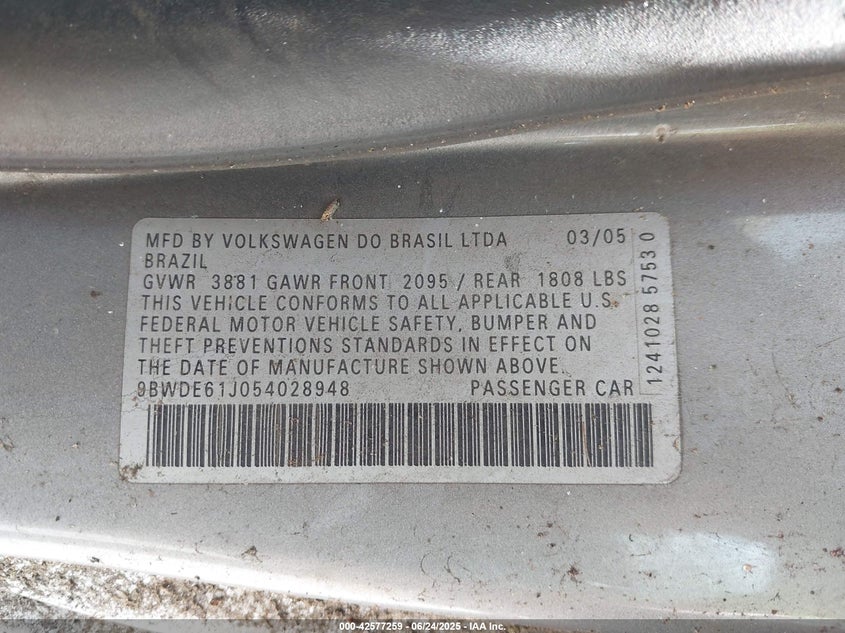 MFD BY VOLKSWAGEN DO BRASIL LTDA 03/05
BRAZIL
GVWR 3881 GAWR FRONT 2095 / REAR 1808 LBS
THIS VEHICLE CONFORMS TO ALL APPLICABLE U.S.
FEDERAL MOTOR VEHICLE SAFETY, BUMPER AND
THEFT PREVENTIONS STANDARDS IN EFFECT ON
THE DATE OF MANUFACTURE SHOWN ABOVE.
9BWDE61J054028948 PASSENGER CAR
1241028 5753 0
000-42577259 - 06/24/2025 - IAA Inc.